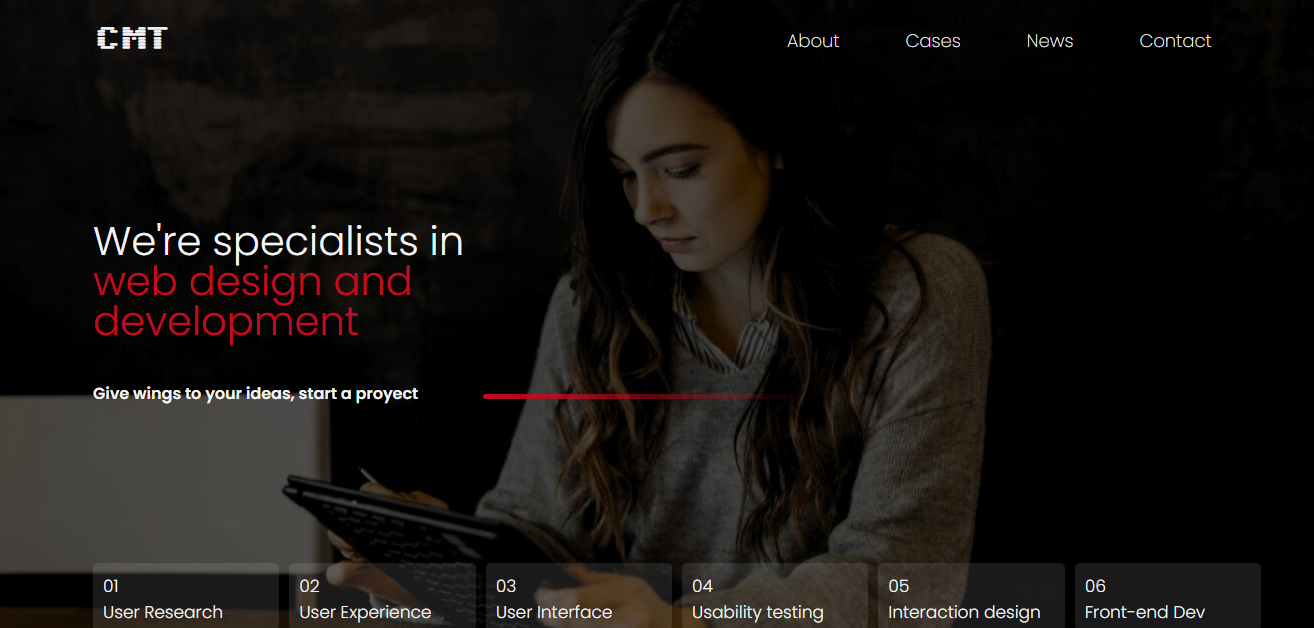 CMT
About Cases News Contact
We're specialists in
web design and
development
Give wings to your ideas, start a proyect
01 02 03 04 05 06
User Research User Experience User Interface Usability testing Interaction design Front-end Dev